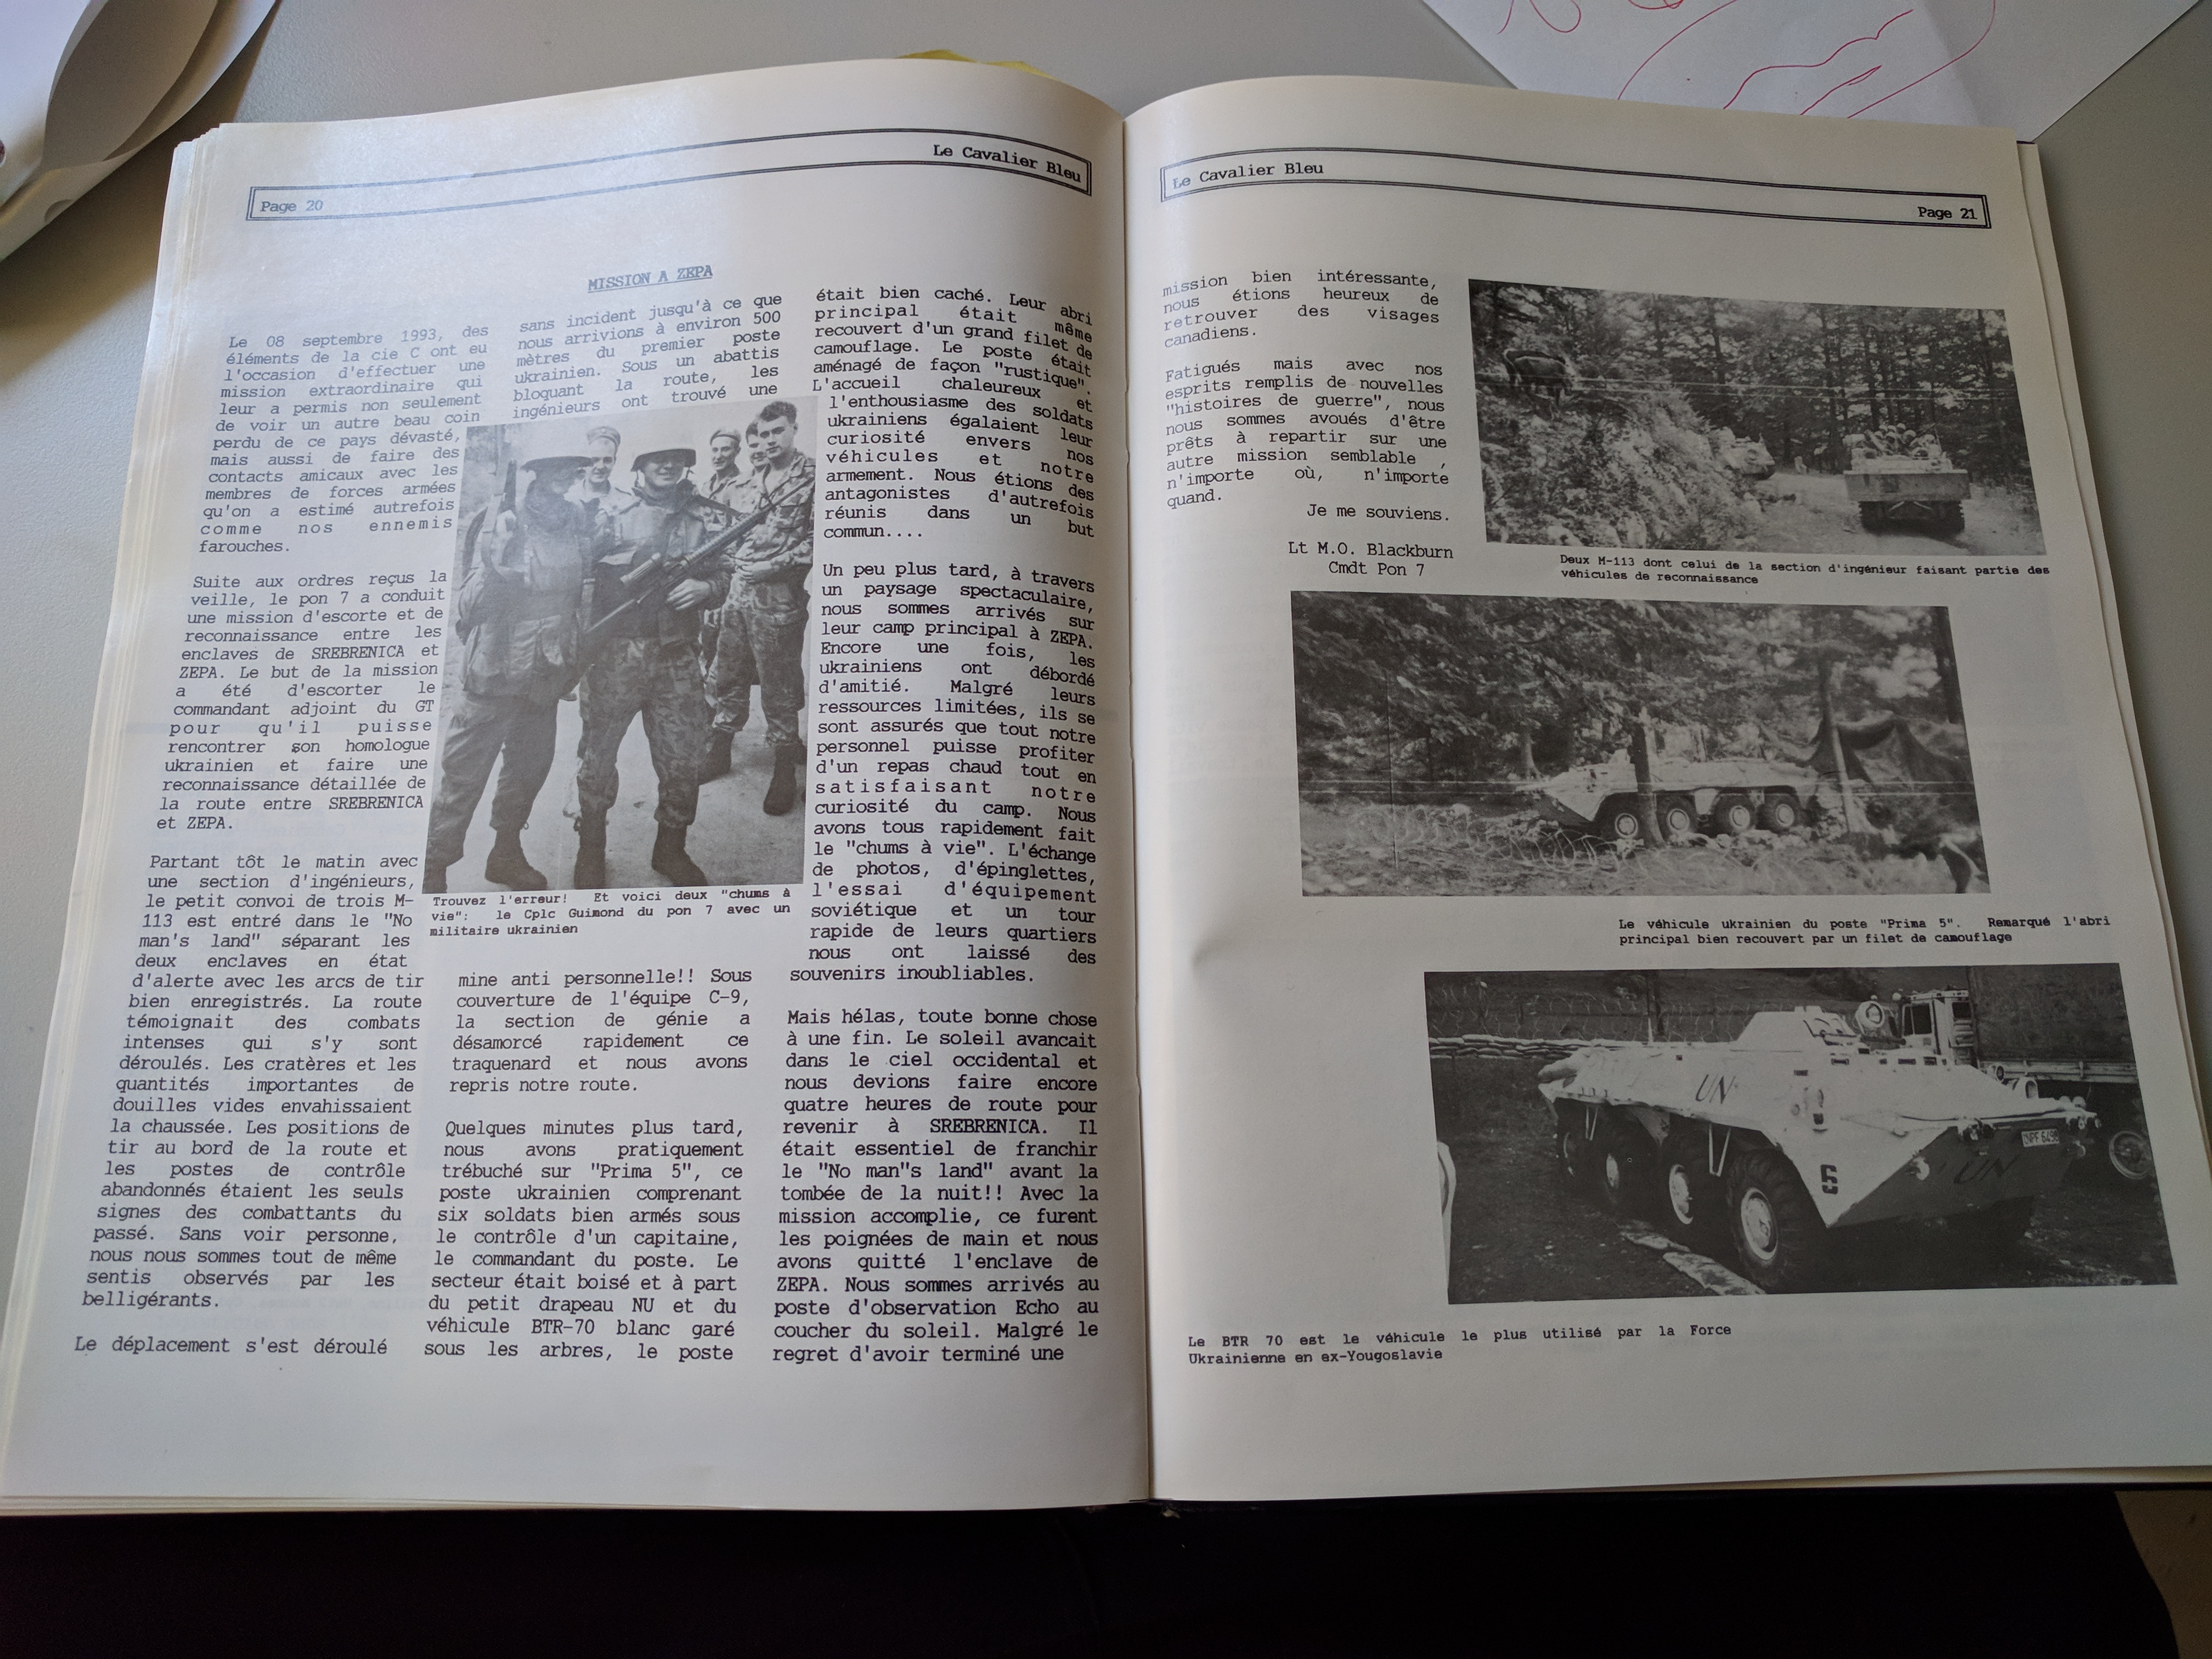 Page 20
Le Cavalier Bleu
MISSION A ZEPA
Le 08 septembre 1993, des
éléments de la cie C ont eu
l'occasion d'effectuer une
mission extraordinaire qui
leur a permis non seulement
de voir un autre beau coin
perdu de ce pays dévasté,
mais aussi de faire des
contacts amicaux avec les
membres de forces armées
qu'on a estimé autrefois
comme nos ennemis
farouches.
Suite aux ordres reçus la
veille, le pon 7 a conduit
une mission d'escorte et de
reconnaissance entre les
enclaves de SREBRENICA et
ZEPA. Le but de la mission
a été d'escorter le
commandant adjoint du GT
pour qu'il puisse
rencontrer son homologue
ukrainien et faire une
reconnaissance détaillée de
la route entre SREBRENICA
et ZEPA.
Partant tôt le matin avec
une section d'ingénieurs,
le petit convoi de trois M-
113 est entré dans le "No
man's land" séparant les
deux enclaves en état
d'alerte avec les arcs de tir
bien enregistrés. La route
témoignait des combats
intenses qui s'y sont
déroulés. Les cratères et les
quantités importantes de
douilles vides envahissaient
la chaussée. Les positions de
tir au bord de la route et
les postes de contrôle
abandonnés étaient les seuls
signes des combattants du
passé. Sans voir personne,
nous nous sommes tout de même
sentis observés par les
belligérants.
Le déplacement s'est déroulé
sans incident jusqu'à ce que
nous arrivions à environ 500
mètres du premier poste
ukrainien. Sous un abattis
bloquant la route, les
ingénieurs ont trouvé une
Trouvez l'erreur! Et voici deux "chums à
vie": le Cplc Guimond du pon 7 avec un
militaire ukrainien
mine anti personnelle!! Sous
couverture de l'équipe C-9,
la section de génie a
désamorcé rapidement ce
traquenard et nous avons
repris notre route.
Quelques minutes plus tard,
nous avons pratiquement
trébuché sur "Prima 5", ce
poste ukrainien comprenant
six soldats bien armés sous
le contrôle d'un capitaine,
le commandant du poste. Le
secteur était boisé et à part
du petit drapeau NU et du
véhicule BTR-70 blanc garé
sous les arbres, le poste
était bien caché. Leur abri
principal était même
recouvert d'un grand filet de
camouflage. Le poste était
aménagé de façon "rustique".
L'accueil chaleureux et
l'enthousiasme des soldats
ukrainiens égalaient leur
curiosité envers nos
véhicules et notre
armement. Nous étions des
antagonistes d'autrefois
réunis dans un but
commun....
Un peu plus tard, à travers
un paysage spectaculaire,
nous sommes arrivés sur
leur camp principal à ZEPA.
Encore une fois, les
ukrainiens ont débordé
d'amitié. Malgré leurs
ressources limitées, ils se
sont assurés que tout notre
personnel puisse profiter
d'un repas chaud tout en
satisfaisant notre
curiosité du camp. Nous
avons tous rapidement fait
le "chums à vie". L'échange
de photos, d'épinglettes,
l'essai d'équipement
soviétique et un tour
rapide de leurs quartiers
nous ont laissé des
souvenirs inoubliables.
Mais hélas, toute bonne chose
à une fin. Le soleil avancait
dans le ciel occidental et
nous devions faire encore
quatre heures de route pour
revenir à SREBRENICA. Il
était essentiel de franchir
le "No man"s land" avant la
tombée de la nuit!! Avec la
mission accomplie, ce furent
les poignées de main et nous
avons quitté l'enclave de
ZEPA. Nous sommes arrivés au
poste d'observation Echo au
coucher du soleil. Malgré le
regret d'avoir terminé une
Le Cavalier Bleu
Page 21
mission bien intéressante,
nous étions heureux de
retrouver des visages
canadiens.
Fatigués mais avec nos
esprits remplis de nouvelles
"histoires de guerre", nous
nous sommes avoués d'être
prêts à repartir sur une
autre mission semblable ,
n'importe où, n'importe
quand.
Je me souviens.
Lt M.O. Blackburn
Cmdt Pon 7
Deux M-113 dont celui de la section d'ingénieur faisant partie des
véhicules de reconnaissance
Le véhicule ukrainien du poste "Prima 5". Remarqué l'abri
principal bien recouvert par un filet de camouflage
UN
5
UN
Le BTR 70 est le véhicule le plus utilisé par la Force
Ukrainienne en ex-Yougoslavie